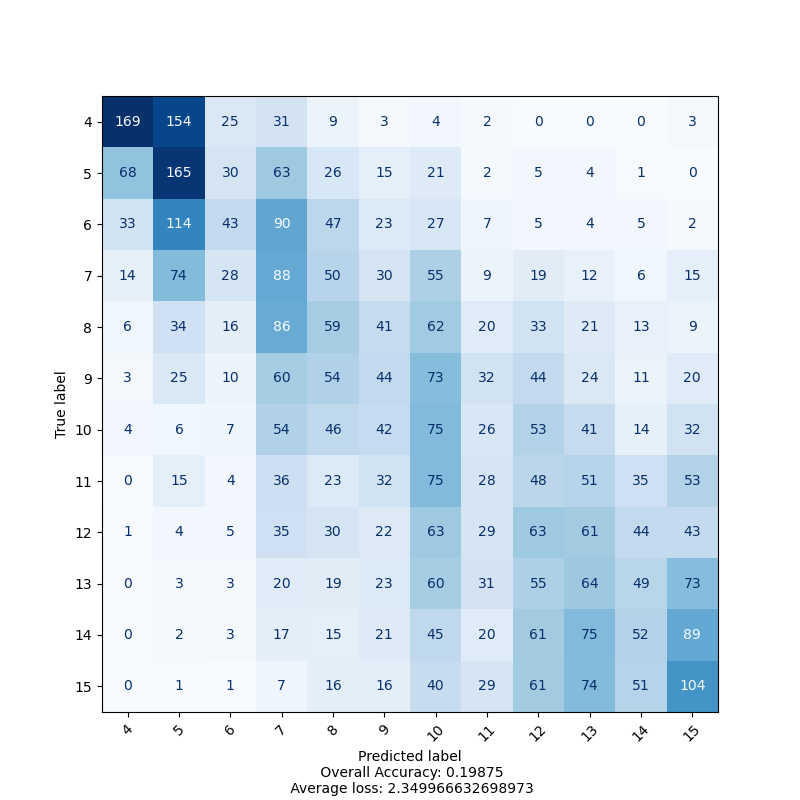 4 169 154 25 31 9 3 4 2 0 0 0 3
5 68 165 30 63 26 15 21 2 5 4 1 0
6 33 114 43 90 47 23 27 7 5 4 5 2
7 14 74 28 88 50 30 55 9 19 12 6 15
8 6 34 16 86 59 41 62 20 33 21 13 9
9 3 25 10 60 54 44 73 32 44 24 11 20
True label
10 4 6 7 54 46 42 75 26 53 41 14 32
11 0 15 4 36 23 32 75 28 48 51 35 53
12 1 4 5 35 30 22 63 29 63 61 44 43
13 0 3 3 20 19 23 60 31 55 64 49 73
14 0 2 3 17 15 21 45 20 61 75 52 89
15 0 1 1 7 16 16 40 29 61 74 51 104
4 5 6 7 8 9 10 11 12 13 14 15
Predicted label
Overall Accuracy: 0.19875
Average loss: 2.349966632698973